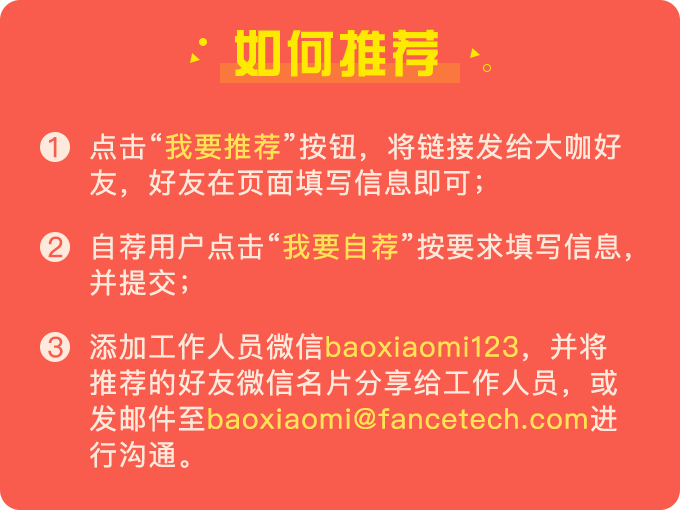 如何推荐
1 点击“我要推荐”按钮，将链接发给大咖好
友，好友在页面填写信息即可；
2 自荐用户点击“我要自荐”按要求填写信息，
并提交；
3 添加工作人员微信baoxiaomi123，并将
推荐的好友微信名片分享给工作人员，或
发邮件至baoxiaomi@fancetech.com进
行沟通。